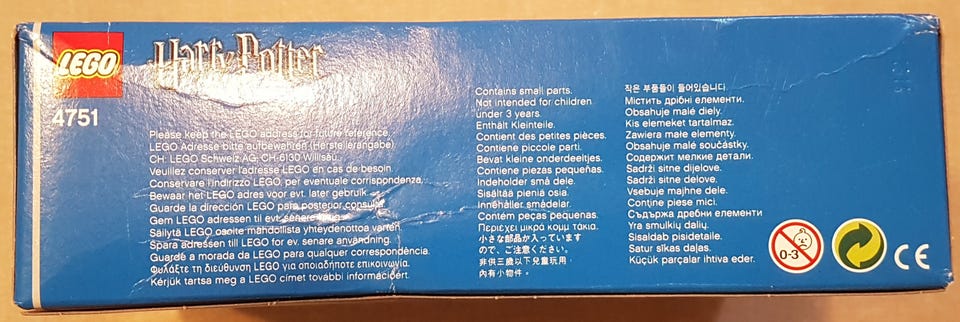 LEGO
Harry Potter
4751
Please keep the LEGO address for future reference.
LEGO Adresse bitte aufbewahren (Herstellerangabe)
CH: LEGO Schweiz AG, CH-6130 Willisau.
Veuillez conserver l'adresse LEGO en cas de besoin
Conservare l'indirizzo LEGO per eventuale corrispondenza.
Bewaar het LEGO adres voor evt. later gebruik
Guarde la dirección LEGO para posterior consulta
Gem LEGO adressen til evt. senere brug
Säilytä LEGO osoite mahdollista yhteydenottoa varten.
Spara adressen till LEGO för ev. senare användning.
Guarde a morada da LEGO para qualquer correspondência.
Φυλάξτε τη διεύθυνση LEGO για οποιαδήποτε επικοινωνία.
Kérjük tartsa meg a LEGO címet további információért.
Contains small parts.
Not intended for children
under 3 years.
Enthält Kleinteile.
Contient des petites pièces.
Contiene piccole parti.
Bevat kleine onderdeeltjes.
Contiene piezas pequeñas.
Indeholder små dele.
Sisältää pieniä osia.
Innehåller smådelar.
Contém peças pequenas.
Περιεχει μικρά κομμ τάκια.
小さな部品が入っています
ので、ご注意ください。
非供三歲以下兒童玩用
內有小物件。
작은 부품들이 들어있습니다.
Містить дрібні елементи.
Obsahuje malé diely.
Kis elemeket tartalmaz.
Zawiera małe elementy.
Obsahuje malé součástky.
Содержит мелкие детали.
Sadrži sitne dijelove.
Sadrži sitne delove.
Vsebuje majhne dele.
Conţine piese mici.
Съдържа дребни елементи
Yra smulkių dalių.
Sisaldab pisidetaile.
Satur sīkas daļas.
Küçük parçalar ihtiva eder.
0-3
CE